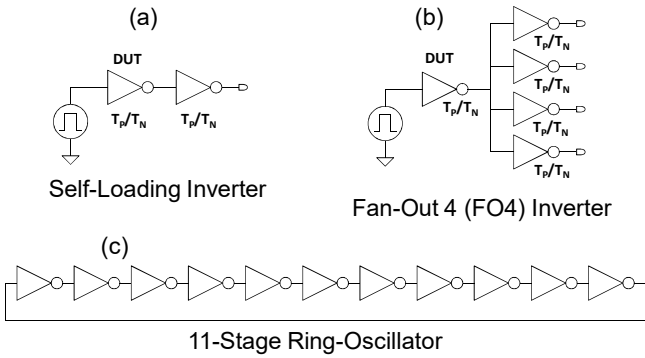 (a)
DUT
T_P/T_N
T_P/T_N
Self-Loading Inverter
(b)
DUT
T_P/T_N
T_P/T_N
T_P/T_N
T_P/T_N
T_P/T_N
Fan-Out 4 (FO4) Inverter
(c)
11-Stage Ring-Oscillator